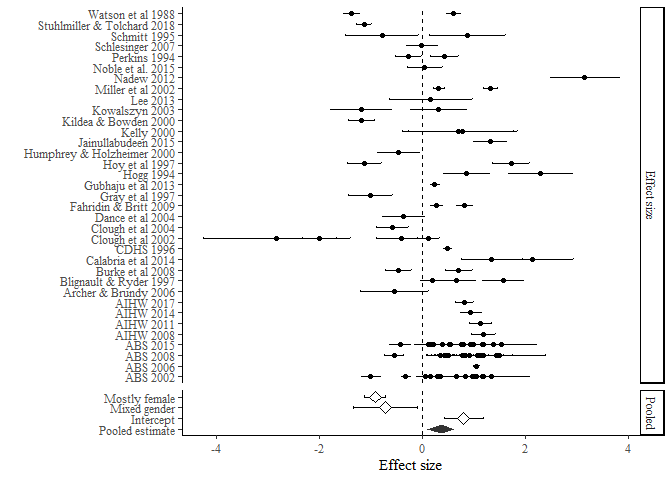 Watson et al 1988
Stuhlmiller & Tolchard 2018
Schmitt 1995
Schlesinger 2007
Perkins 1994
Noble et al. 2015
Nadew 2012
Miller et al 2002
Lee 2013
Kowalszyn 2003
Kildea & Bowden 2000
Kelly 2000
Jainullabudeen 2015
Humphrey & Holzheimer 2000
Hoy et al 1997
Hogg 1994
Gubhaju et al 2013
Gray et al 1997
Fahridin & Britt 2009
Dance et al 2004
Clough et al 2004
Clough et al 2002
CDHS 1996
Calabria et al 2014
Burke et al 2008
Blignault & Ryder 1997
Archer & Brundy 2006
AIHW 2017
AIHW 2014
AIHW 2011
AIHW 2008
ABS 2015
ABS 2008
ABS 2006
ABS 2002
Effect size
Mostly female
Mixed gender
Intercept
Pooled estimate
Pooled
-4 -2 0 2 4
Effect size